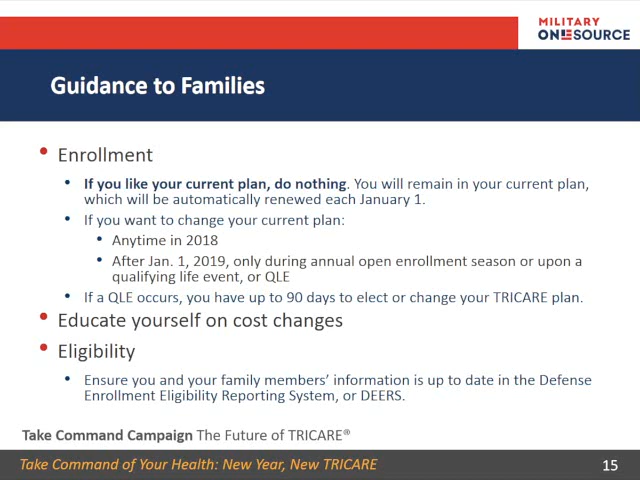 MILITARY
ONESOURCE
Guidance to Families
• Enrollment
• If you like your current plan, do nothing. You will remain in your current plan,
which will be automatically renewed each January 1.
• If you want to change your current plan:
• Anytime in 2018
• After Jan. 1, 2019, only during annual open enrollment season or upon a
qualifying life event, or QLE
• If a QLE occurs, you have up to 90 days to elect or change your TRICARE plan.
• Educate yourself on cost changes
• Eligibility
• Ensure you and your family members’ information is up to date in the Defense
Enrollment Eligibility Reporting System, or DEERS.
Take Command Campaign The Future of TRICARE®
Take Command of Your Health: New Year, New TRICARE
15